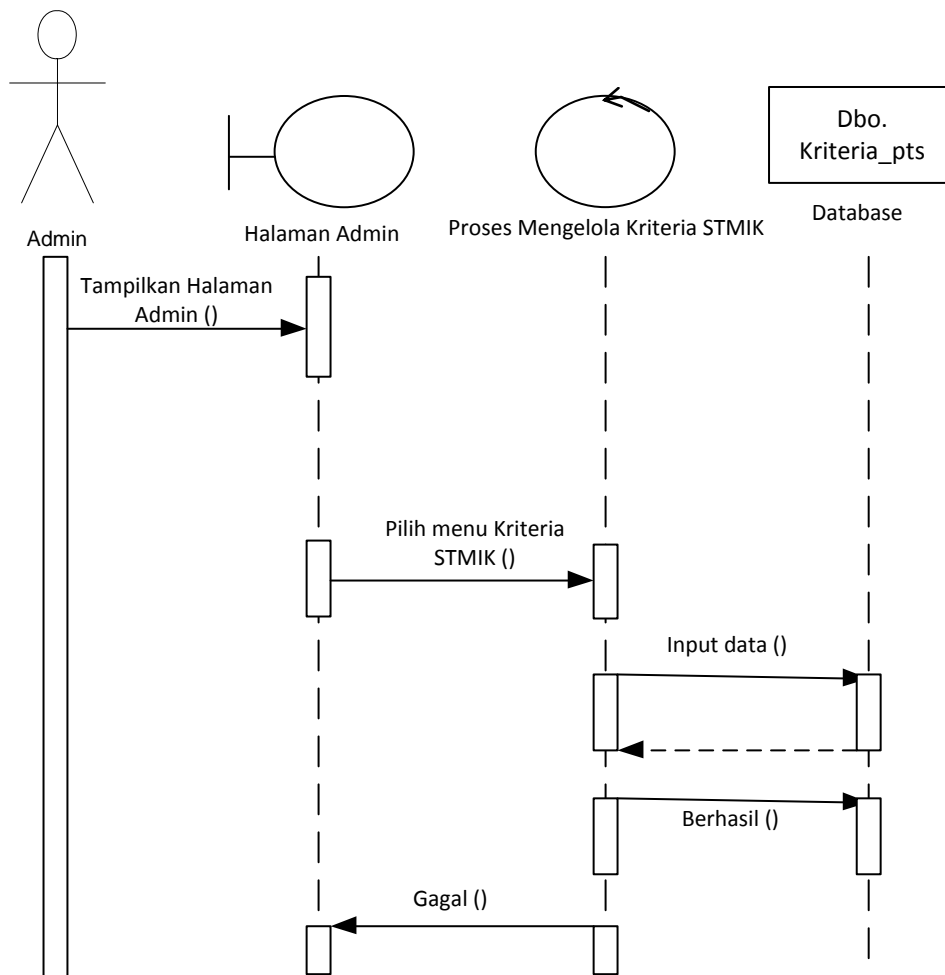 Dbo.
Kriteria_pts
Admin
Halaman Admin
Proses Mengelola Kriteria STMIK
Database
Tampilkan Halaman
Admin ()
Pilih menu Kriteria
STMIK ()
Input data ()
Berhasil ()
Gagal ()